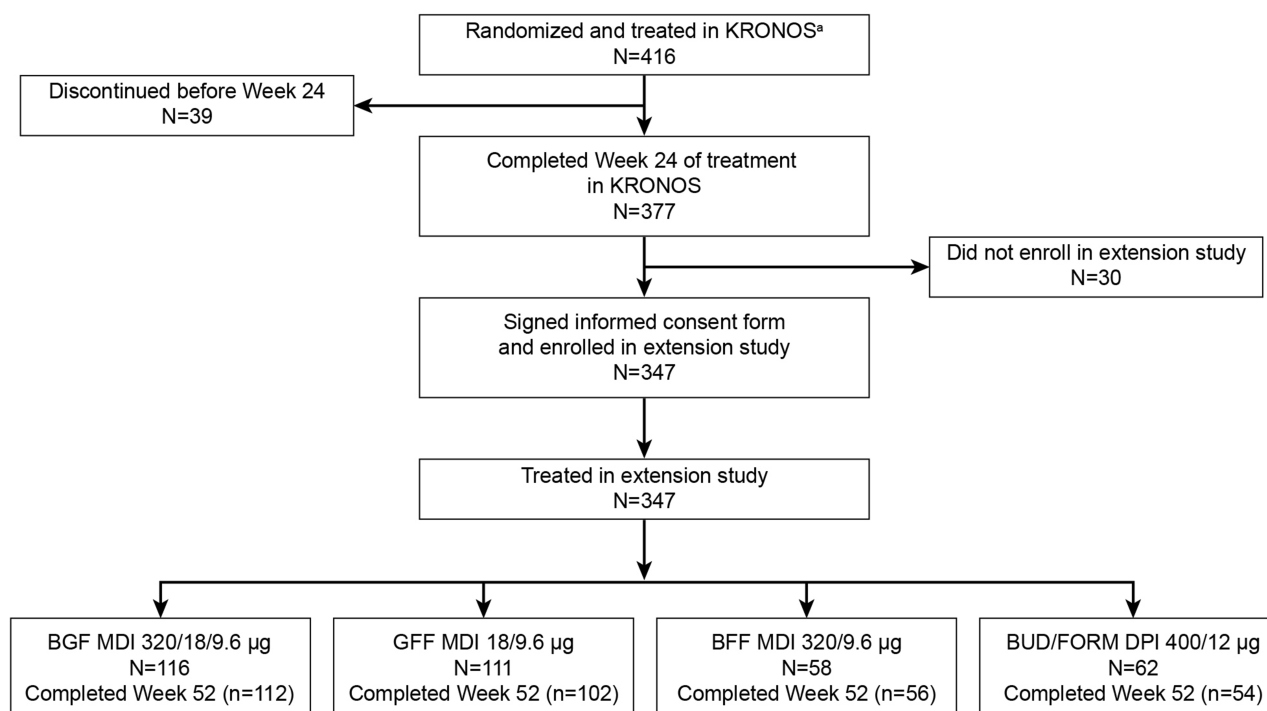 Randomized and treated in KRONOSᵃ
N=416
Discontinued before Week 24
N=39
Completed Week 24 of treatment
in KRONOS
N=377
Did not enroll in extension study
N=30
Signed informed consent form
and enrolled in extension study
N=347
Treated in extension study
N=347
BGF MDI 320/18/9.6 µg
N=116
Completed Week 52 (n=112)
GFF MDI 18/9.6 µg
N=111
Completed Week 52 (n=102)
BFF MDI 320/9.6 µg
N=58
Completed Week 52 (n=56)
BUD/FORM DPI 400/12 µg
N=62
Completed Week 52 (n=54)